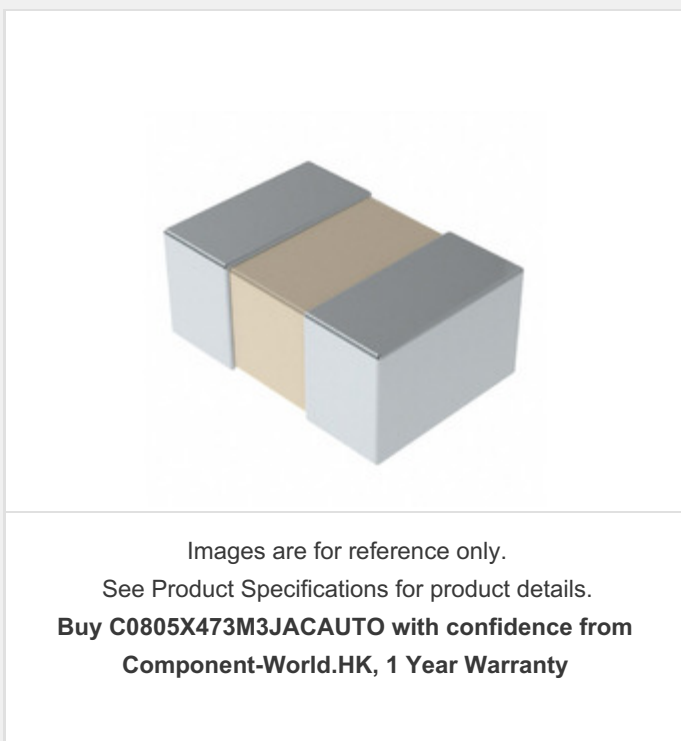 Images are for reference only.
See Product Specifications for product details.
Buy C0805X473M3JACAUTO with confidence from
Component-World.HK, 1 Year Warranty